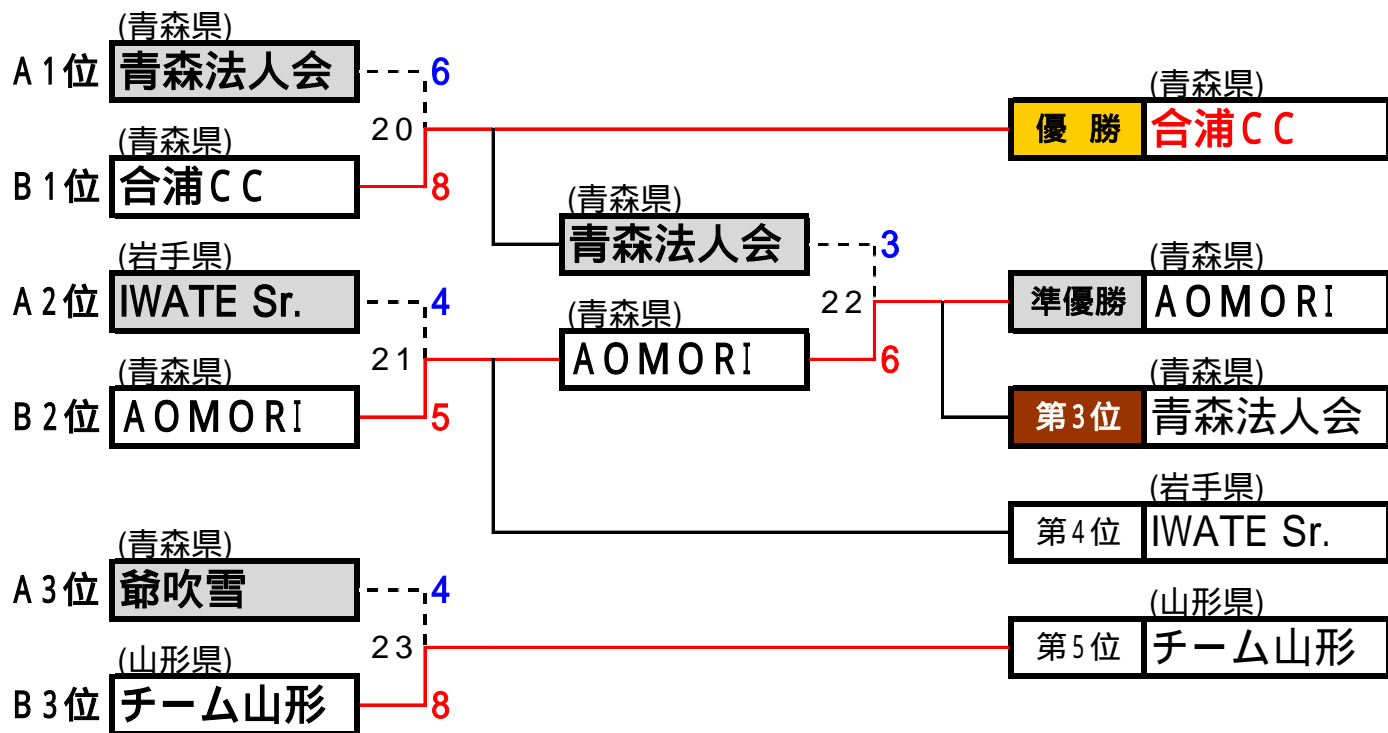 (青森県)
A1位 青森法人会 6
20
(青森県)
B1位 合浦CC 8
(岩手県)
A2位 IWATE Sr. 4
21
(青森県)
B2位 AOMORI 5
(青森県)
A3位 爺吹雪 4
23
(山形県)
B3位 チーム山形 8
(青森県)
青森法人会 3
22
(青森県)
AOMORI 6
(青森県)
優勝 合浦CC
(青森県)
準優勝 AOMORI
(青森県)
第3位 青森法人会
(岩手県)
第4位 IWATE Sr.
(山形県)
第5位 チーム山形